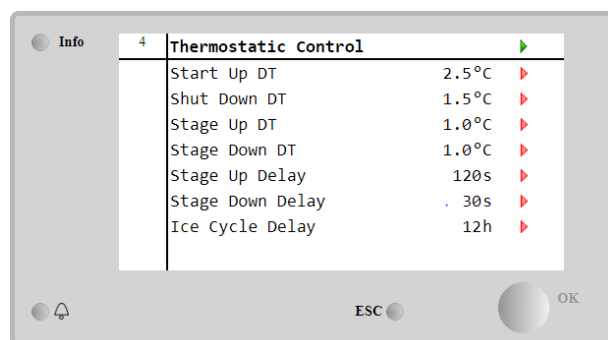 Info
4 Thermostatic Control
Start Up DT 2.5°C
Shut Down DT 1.5°C
Stage Up DT 1.0°C
Stage Down DT 1.0°C
Stage Up Delay 120s
Stage Down Delay . 30s
Ice Cycle Delay 12h
ESC OK